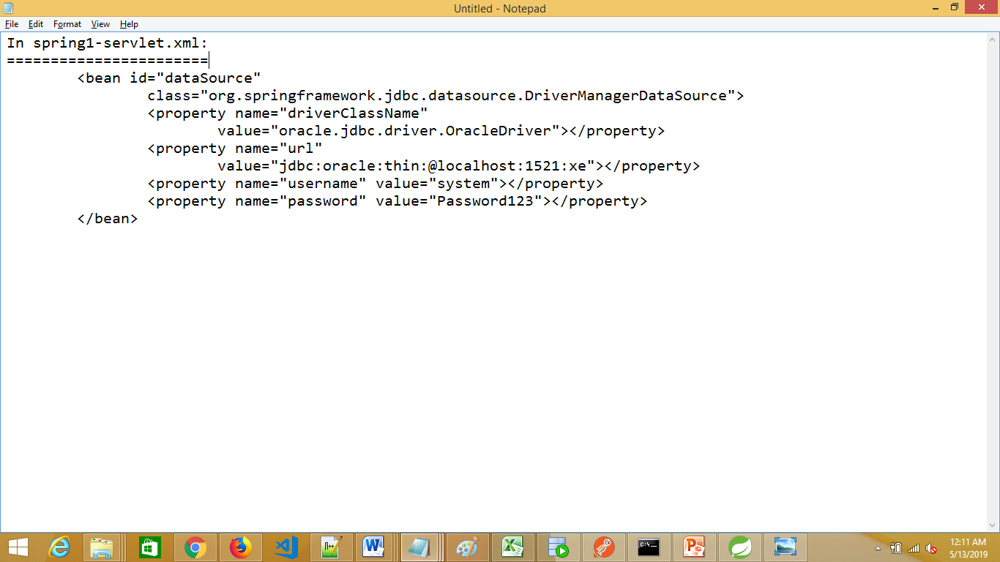 Untitled - Notepad
File Edit Format View Help
In spring1-servlet.xml:
=======================
<bean id="dataSource"
class="org.springframework.jdbc.datasource.DriverManagerDataSource">
<property name="driverClassName"
value="oracle.jdbc.driver.OracleDriver"></property>
<property name="url"
value="jdbc:oracle:thin:@localhost:1521:xe"></property>
<property name="username" value="system"></property>
<property name="password" value="Password123"></property>
</bean>
12:11 AM
5/13/2019